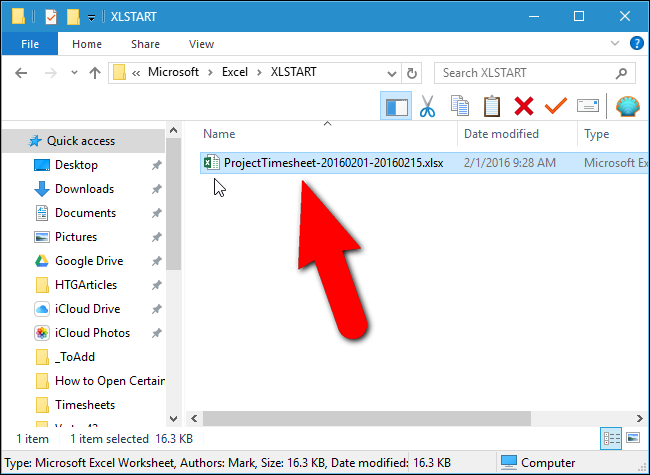 XLSTART
File
Home
Share
View
Microsoft
Excel
XLSTART
Search XLSTART
Quick access
Desktop
Downloads
Documents
Pictures
Google Drive
HTGArticles
iCloud Drive
iCloud Photos
_ToAdd
How to Open Certain
Timesheets
Name
Date modified
Type
ProjectTimesheet-20160201-20160215.xlsx
2/1/2016 9:28 AM
Microsoft Ex
1 item
1 item selected 16.3 KB
Type: Microsoft Excel Worksheet, Authors: Mark, Size: 16.3 KB, Date modified:
16.3 KB
Computer